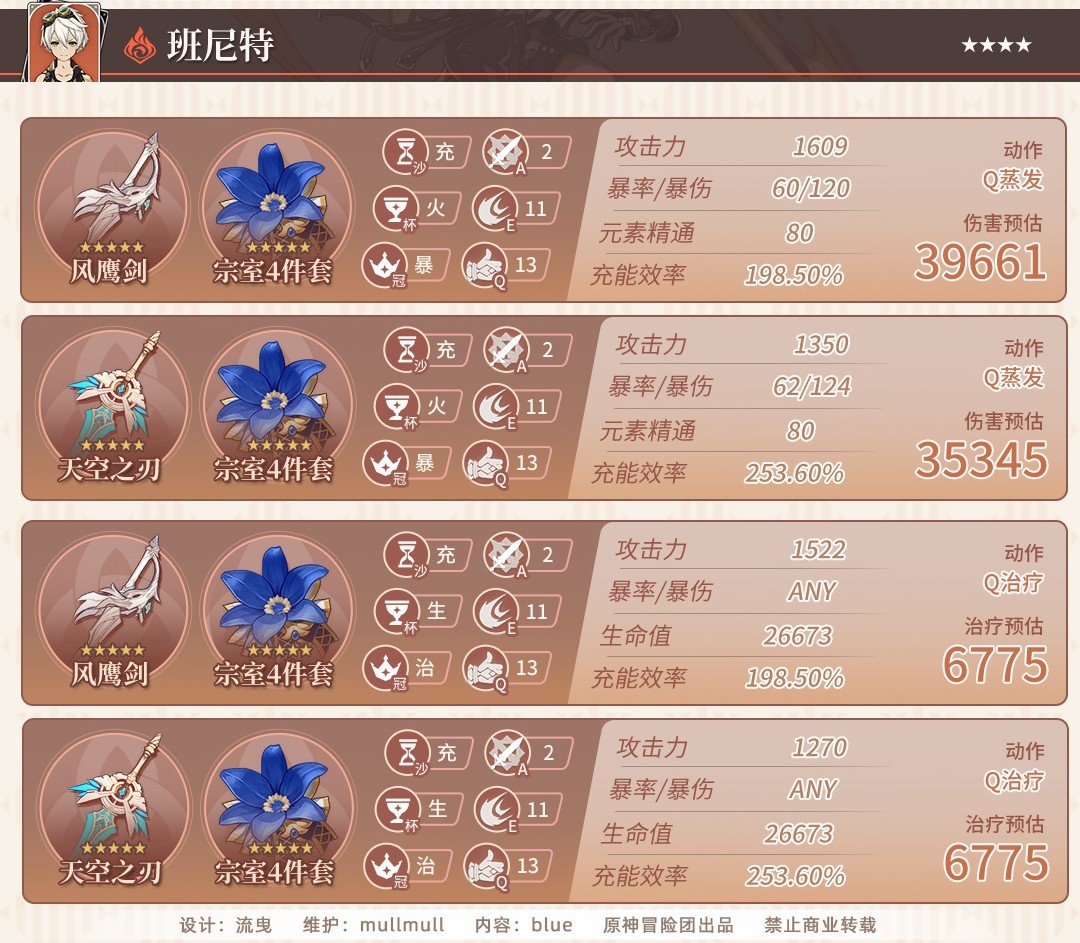 班尼特 ★★★★
风鹰剑
宗室4件套
沙 充 A 2
杯 火 E 11
冠 暴 Q 13
攻击力 1609
暴率/暴伤 60/120
元素精通 80
充能效率 198.50%
动作
Q蒸发
伤害预估
39661
天空之刃
宗室4件套
沙 充 A 2
杯 火 E 11
冠 暴 Q 13
攻击力 1350
暴率/暴伤 62/124
元素精通 80
充能效率 253.60%
动作
Q蒸发
伤害预估
35345
风鹰剑
宗室4件套
沙 充 A 2
杯 生 E 11
冠 治 Q 13
攻击力 1522
暴率/暴伤 ANY
生命值 26673
充能效率 198.50%
动作
Q治疗
治疗预估
6775
天空之刃
宗室4件套
沙 充 A 2
杯 生 E 11
冠 治 Q 13
攻击力 1270
暴率/暴伤 ANY
生命值 26673
充能效率 253.60%
动作
Q治疗
治疗预估
6775
设计：流曳 维护：mullmull 内容：blue 原神冒险团出品 禁止商业转载